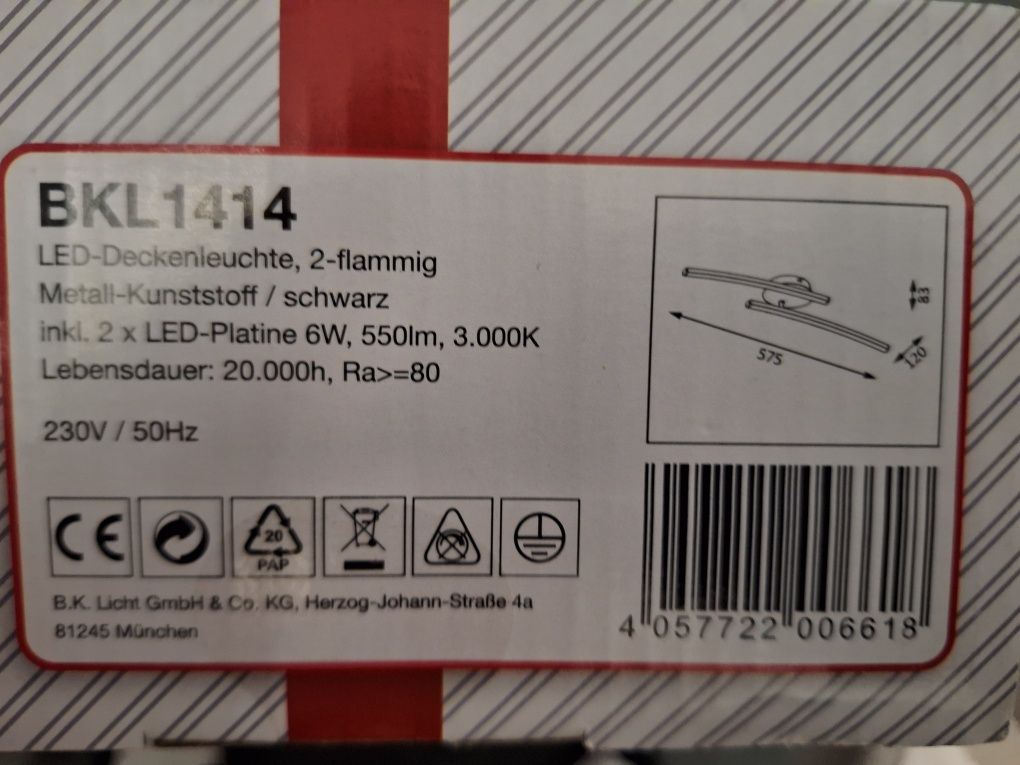 BKL1414
LED-Deckenleuchte, 2-flammig
Metall-Kunststoff / schwarz
inkl. 2 x LED-Platine 6W, 550lm, 3.000K
Lebensdauer: 20.000h, Ra>=80
230V / 50Hz
575
83
120
CE
20
PAP
B.K. Licht GmbH & Co. KG, Herzog-Johann-Straße 4a
81245 München
4 057722 006618